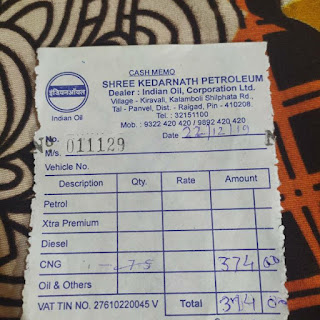 CASH MEMO
इंडियनऑयल
Indian Oil
SHREE KEDARNATH PETROLEUM
Dealer : Indian Oil, Corporation Ltd.
Village - Kiravali, Kalamboli Shilphata Rd.,
Tal - Panvel, Dist. - Raigad, Pin - 410208
Tel. : 32151100
Mob. : 9322 420 420 / 9892 420 420
No. 011129 Date 22/12/19
M/s.
Vehicle No.
Description Qty. Rate Amount
Petrol
Xtra Premium
Diesel
CNG 374 00
Oil & Others
VAT TIN NO. 27610220045 V Total 374 00